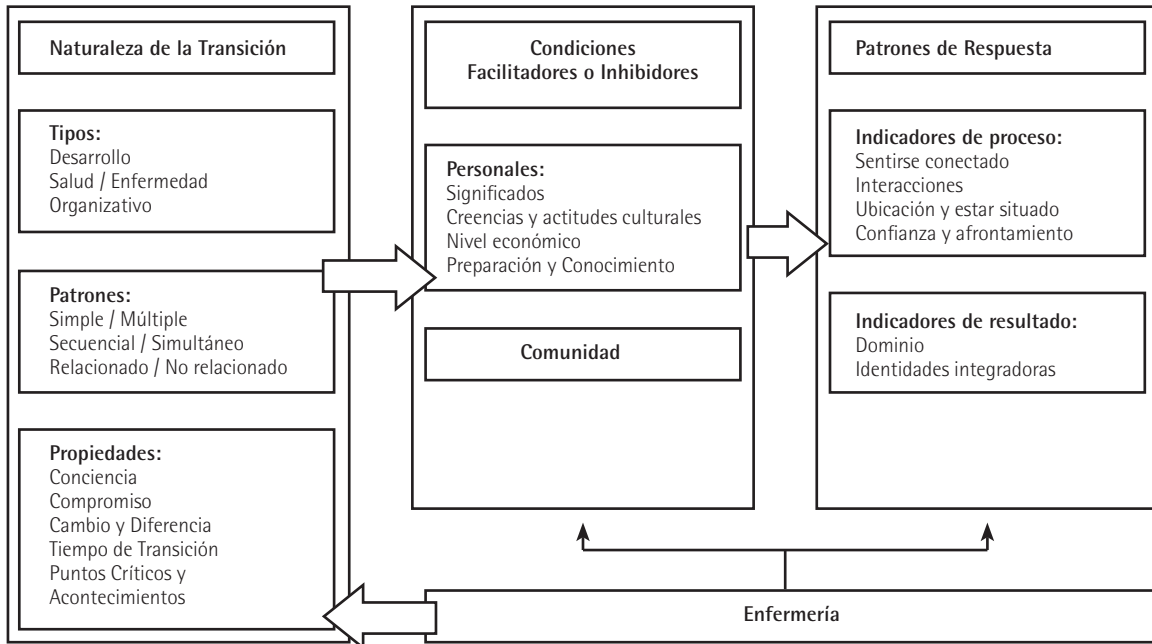 Naturaleza de la Transición
Tipos:
Desarrollo
Salud / Enfermedad
Organizativo
Patrones:
Simple / Múltiple
Secuencial / Simultáneo
Relacionado / No relacionado
Propiedades:
Conciencia
Compromiso
Cambio y Diferencia
Tiempo de Transición
Puntos Críticos y
Acontecimientos
Condiciones
Facilitadores o Inhibidores
Personales:
Significados
Creencias y actitudes culturales
Nivel económico
Preparación y Conocimiento
Comunidad
Patrones de Respuesta
Indicadores de proceso:
Sentirse conectado
Interacciones
Ubicación y estar situado
Confianza y afrontamiento
Indicadores de resultado:
Dominio
Identidades integradoras
Enfermería